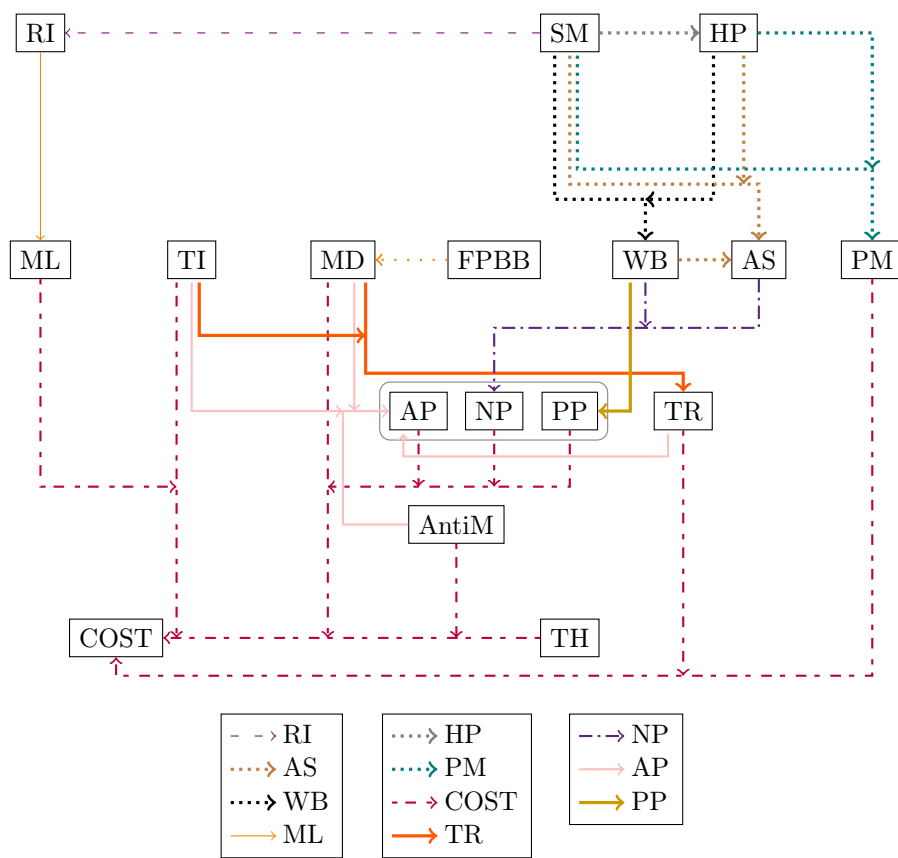 RI SM HP
ML TI MD FPBB WB AS PM
AP NP PP TR
AntiM
COST TH
RI HP NP
AS PM AP
WB COST PP
ML TR